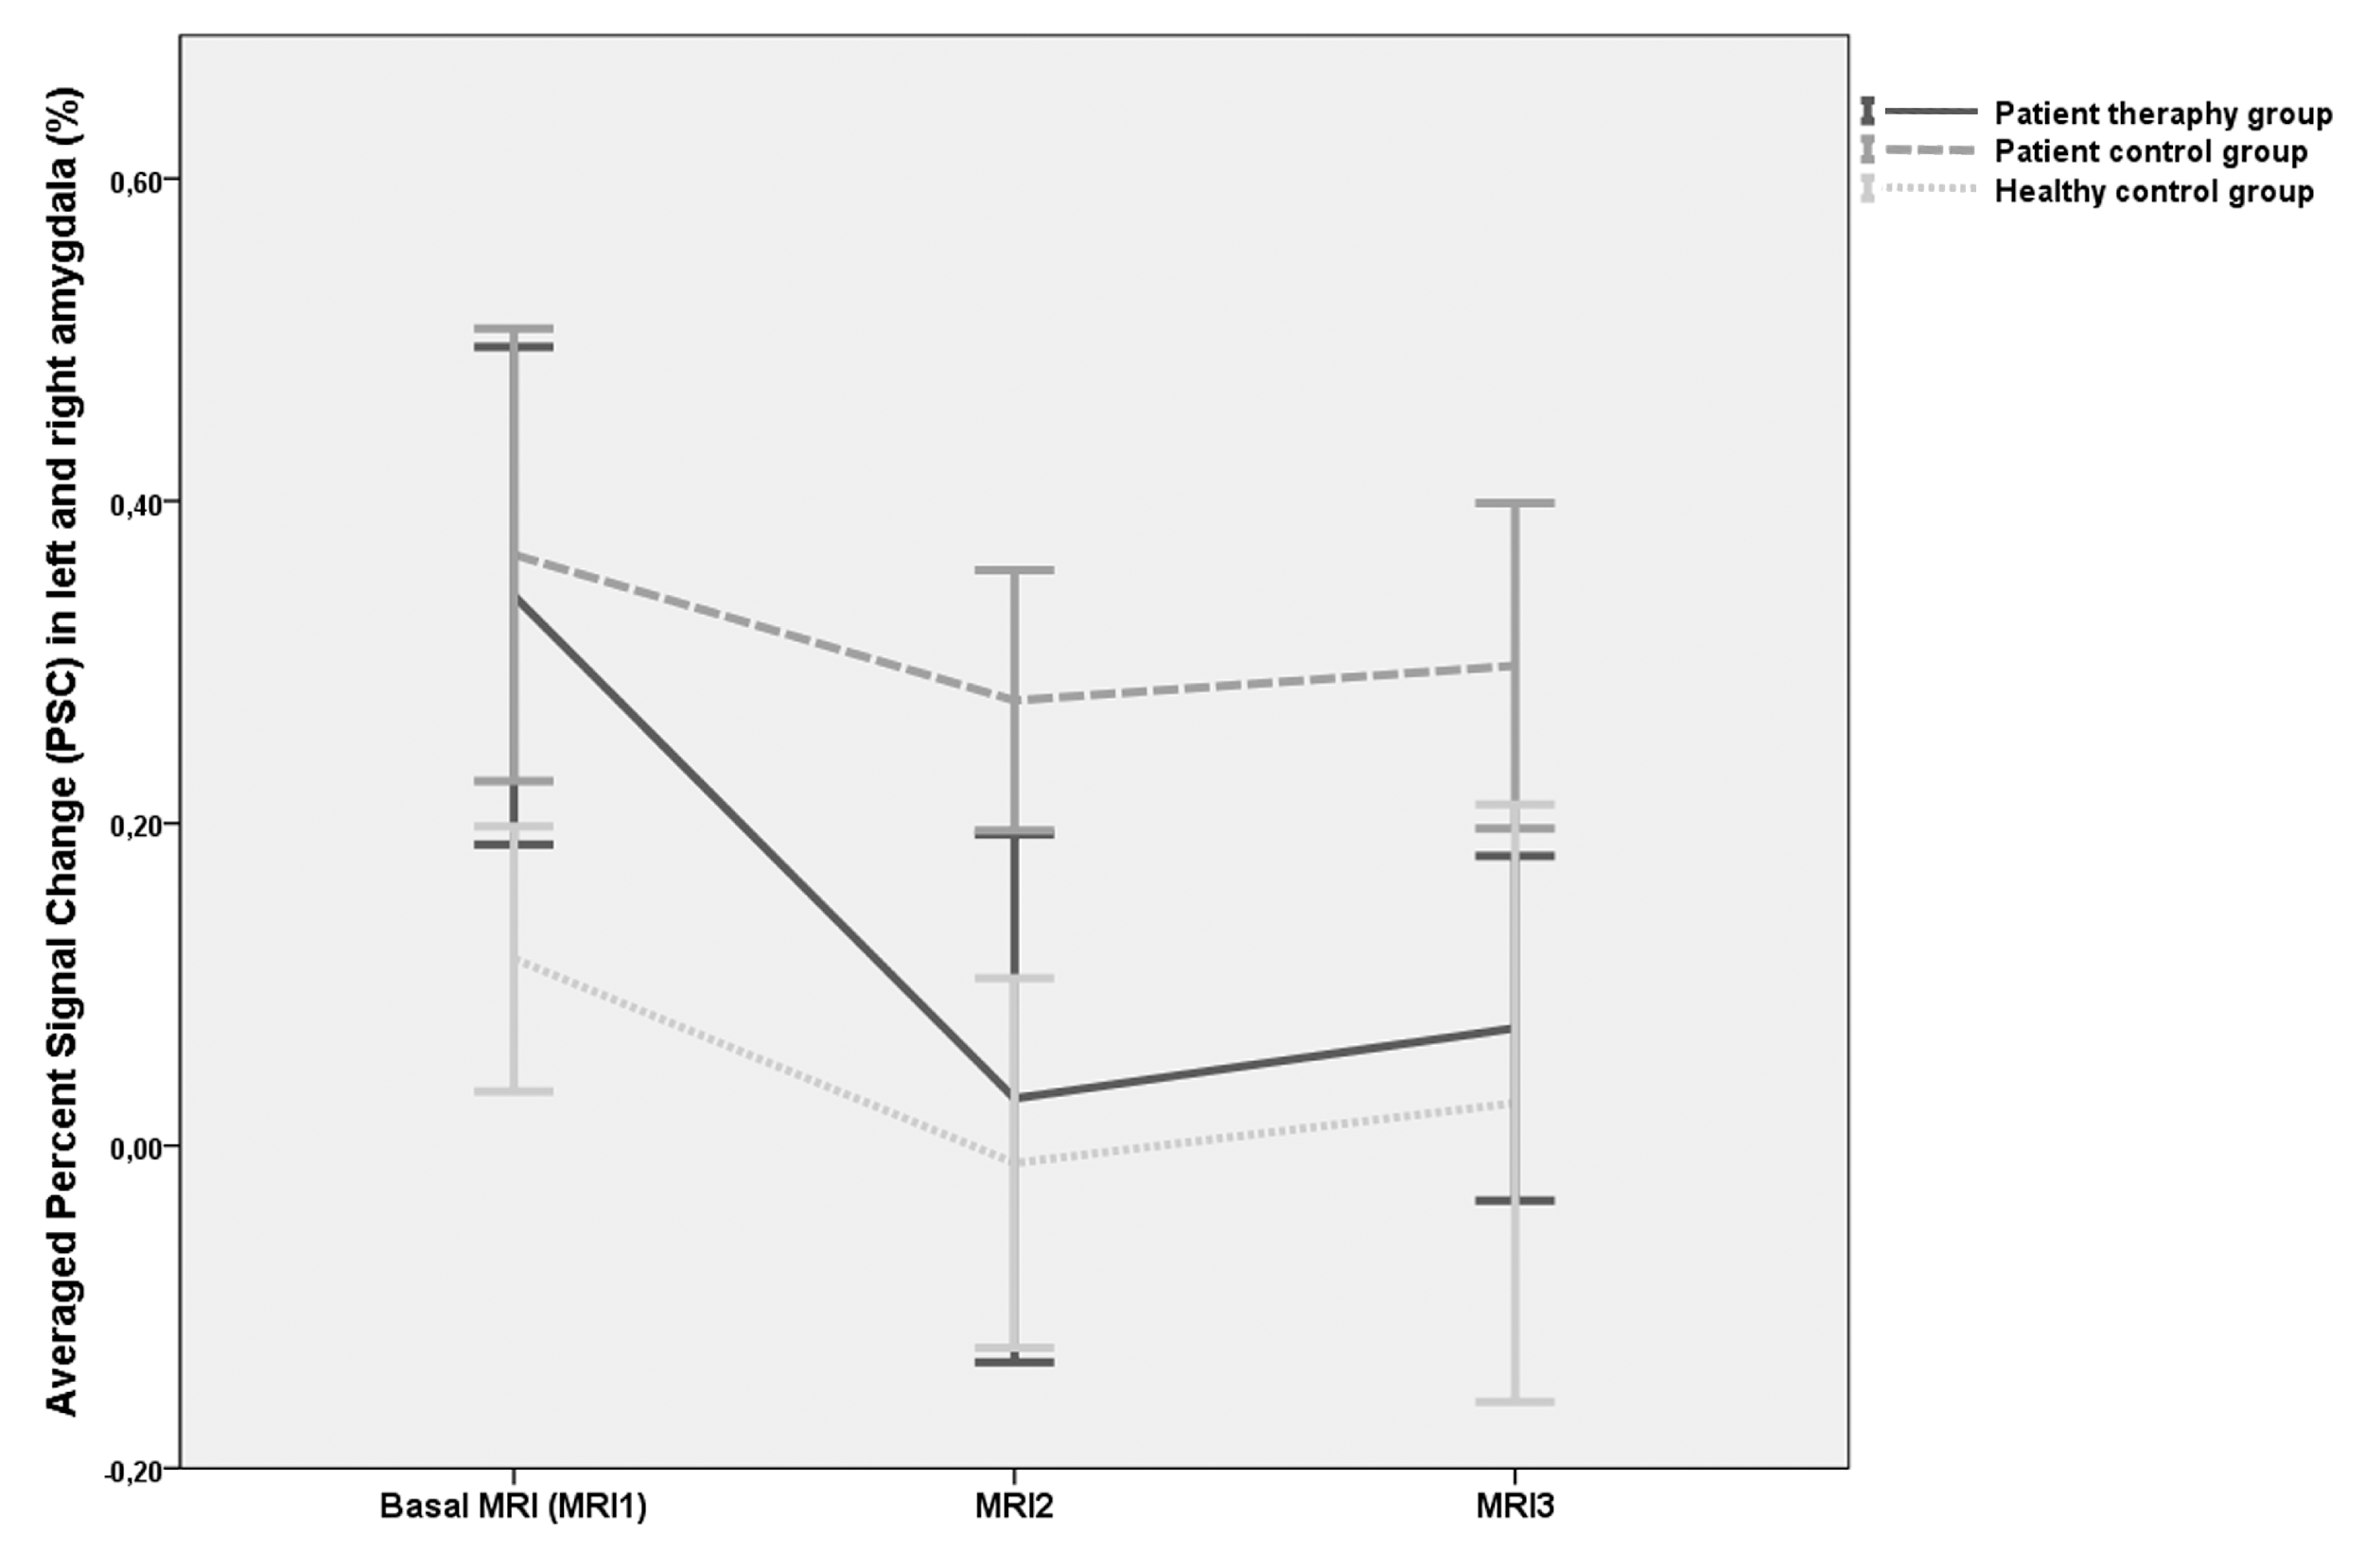 Averaged Percent Signal Change (PSC) in left and right amygdala (%)
0,60
0,40
0,20
0,00
-0,20
Basal MRI (MRI1)
MRI2
MRI3
Patient theraphy group
Patient control group
Healthy control group